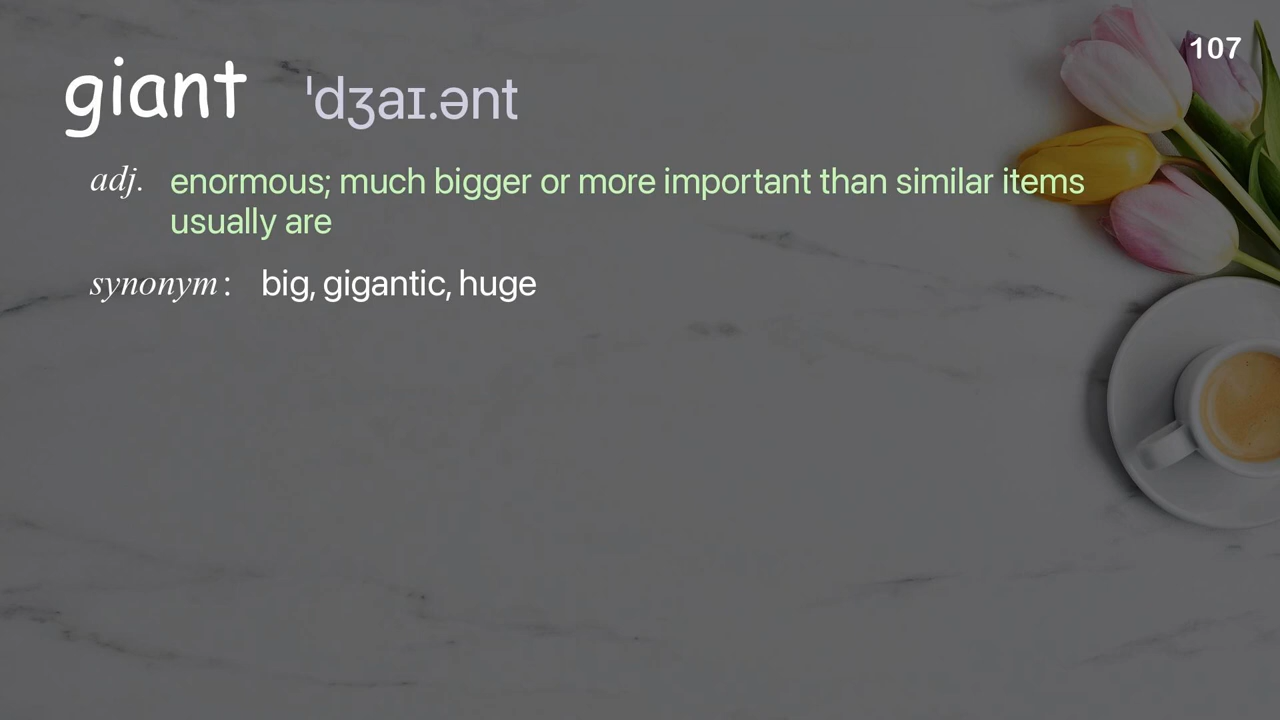 107
giant ˈdʒaɪ.ənt
adj. enormous; much bigger or more important than similar items
usually are
synonym: big, gigantic, huge